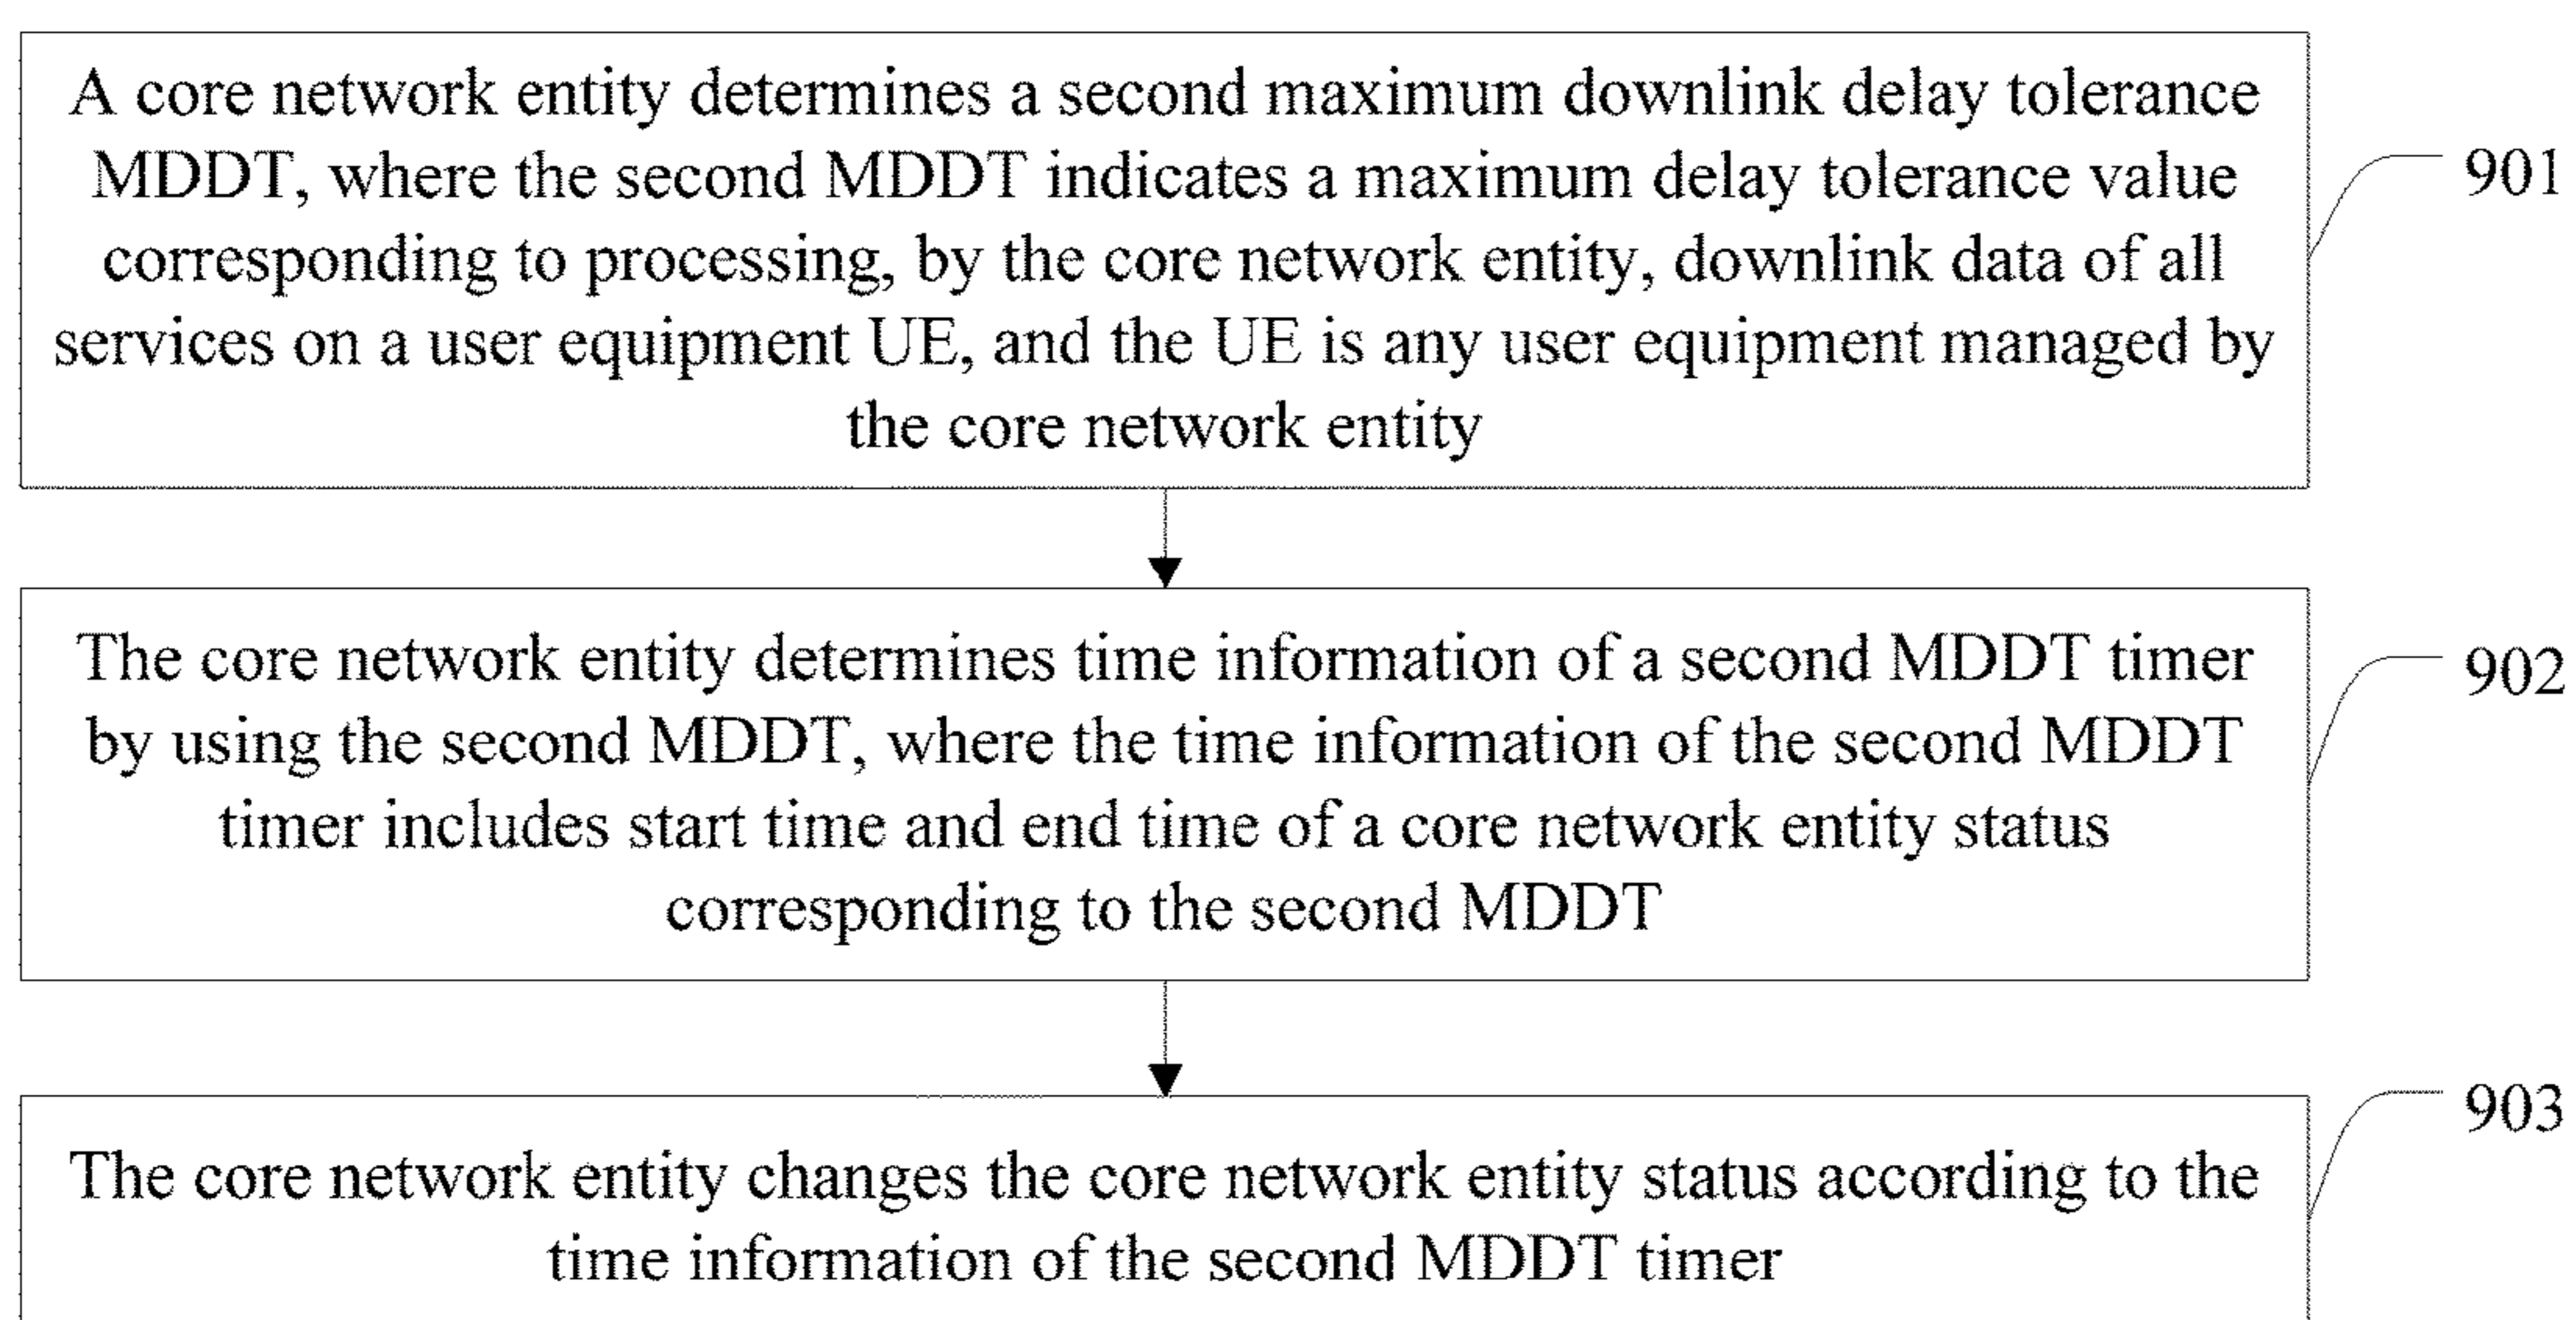 A core network entity determines a second maximum downlink delay tolerance
MDDT, where the second MDDT indicates a maximum delay tolerance value
corresponding to processing, by the core network entity, downlink data of all
services on a user equipment UE, and the UE is any user equipment managed by
the core network entity
901
The core network entity determines time information of a second MDDT timer
by using the second MDDT, where the time information of the second MDDT
timer includes start time and end time of a core network entity status
corresponding to the second MDDT
902
The core network entity changes the core network entity status according to the
time information of the second MDDT timer
903